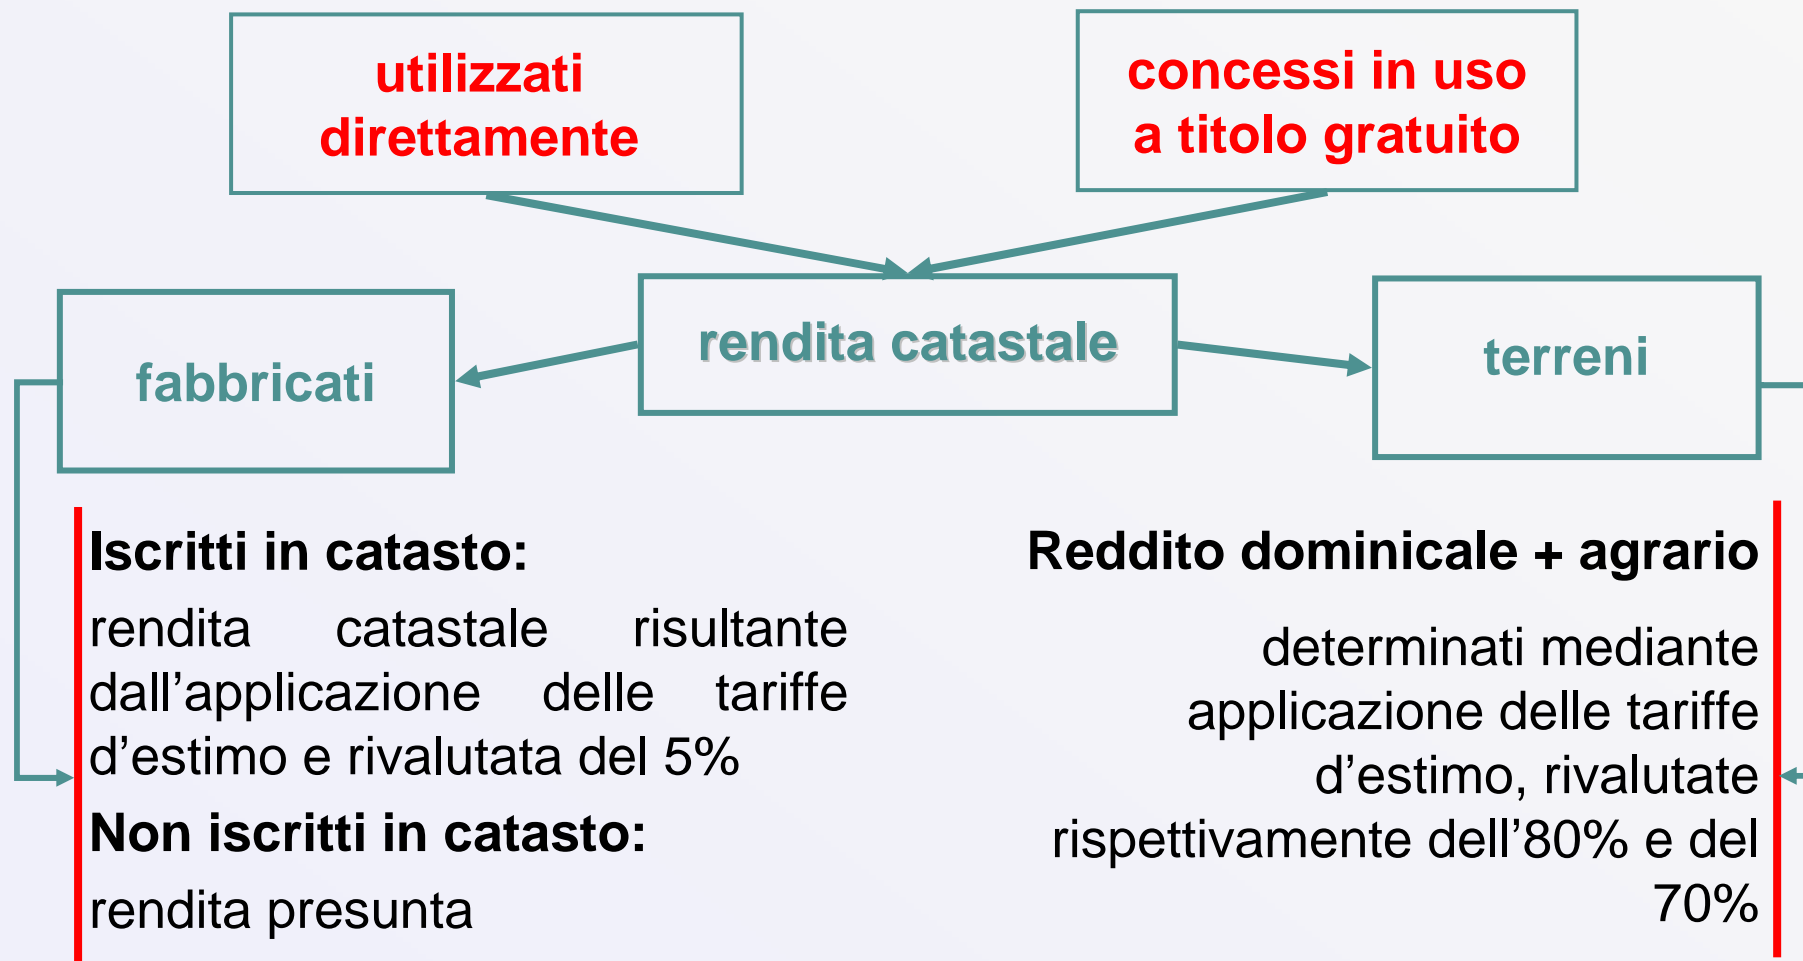 utilizzati
direttamente
concessi in uso
a titolo gratuito
rendita catastale
fabbricati
terreni
Iscritti in catasto:
rendita catastale risultante
dall’applicazione delle tariffe
d’estimo e rivalutata del 5%
Non iscritti in catasto:
rendita presunta
Reddito dominicale + agrario
determinati mediante
applicazione delle tariffe
d’estimo, rivalutate
rispettivamente dell’80% e del
70%